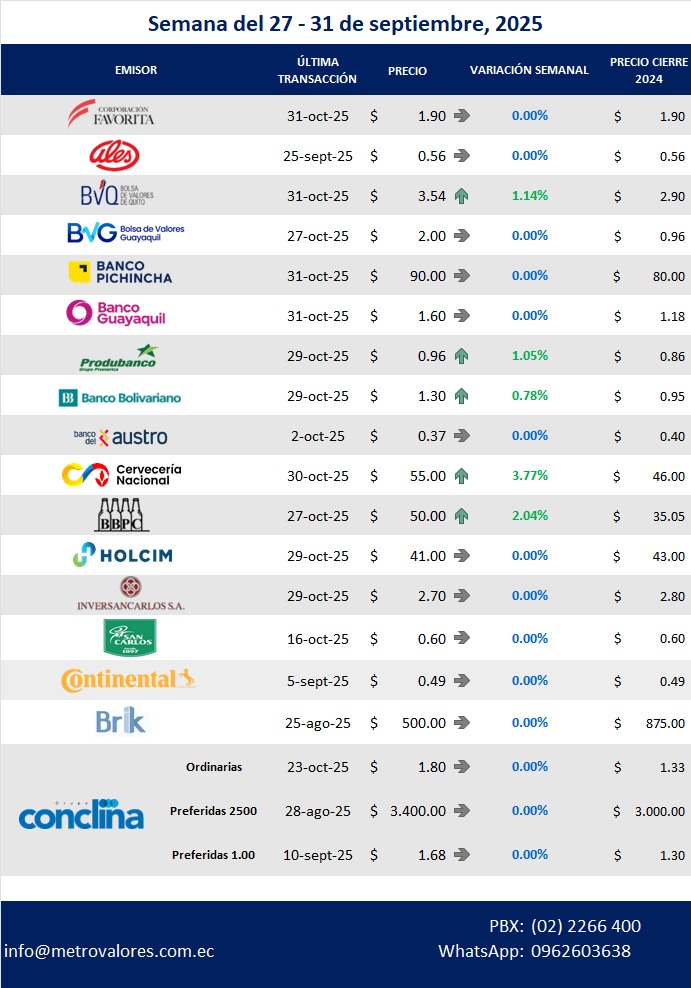 Semana del 27 - 31 de septiembre, 2025
EMISOR ÚLTIMA TRANSACCIÓN PRECIO VARIACIÓN SEMANAL PRECIO CIERRE 2024
CORPORACIÓN FAVORITA 31-oct-25 $ 1.90 0.00% $ 1.90
ales 25-sept-25 $ 0.56 0.00% $ 0.56
BVQ BOLSA DE VALORES DE QUITO 31-oct-25 $ 3.54 1.14% $ 2.90
BVG Bolsa de Valores Guayaquil 27-oct-25 $ 2.00 0.00% $ 0.96
BANCO PICHINCHA 31-oct-25 $ 90.00 0.00% $ 80.00
Banco Guayaquil 31-oct-25 $ 1.60 0.00% $ 1.18
Produbanco Grupo Promerica 29-oct-25 $ 0.96 1.05% $ 0.86
BB Banco Bolivariano 29-oct-25 $ 1.30 0.78% $ 0.95
banco del austro 2-oct-25 $ 0.37 0.00% $ 0.40
Cervecería Nacional 30-oct-25 $ 55.00 3.77% $ 46.00
BBPC 27-oct-25 $ 50.00 2.04% $ 35.05
HOLCIM 29-oct-25 $ 41.00 0.00% $ 43.00
INVERSANCARLOS S.A. 29-oct-25 $ 2.70 0.00% $ 2.80
SAN CARLOS 1897 16-oct-25 $ 0.60 0.00% $ 0.60
Continental 5-sept-25 $ 0.49 0.00% $ 0.49
Brik 25-ago-25 $ 500.00 0.00% $ 875.00
Ordinarias 23-oct-25 $ 1.80 0.00% $ 1.33
Grupo conclina Preferidas 2500 28-ago-25 $ 3.400.00 0.00% $ 3.000.00
Preferidas 1.00 10-sept-25 $ 1.68 0.00% $ 1.30
PBX: (02) 2266 400
info@metrovalores.com.ec WhatsApp: 0962603638